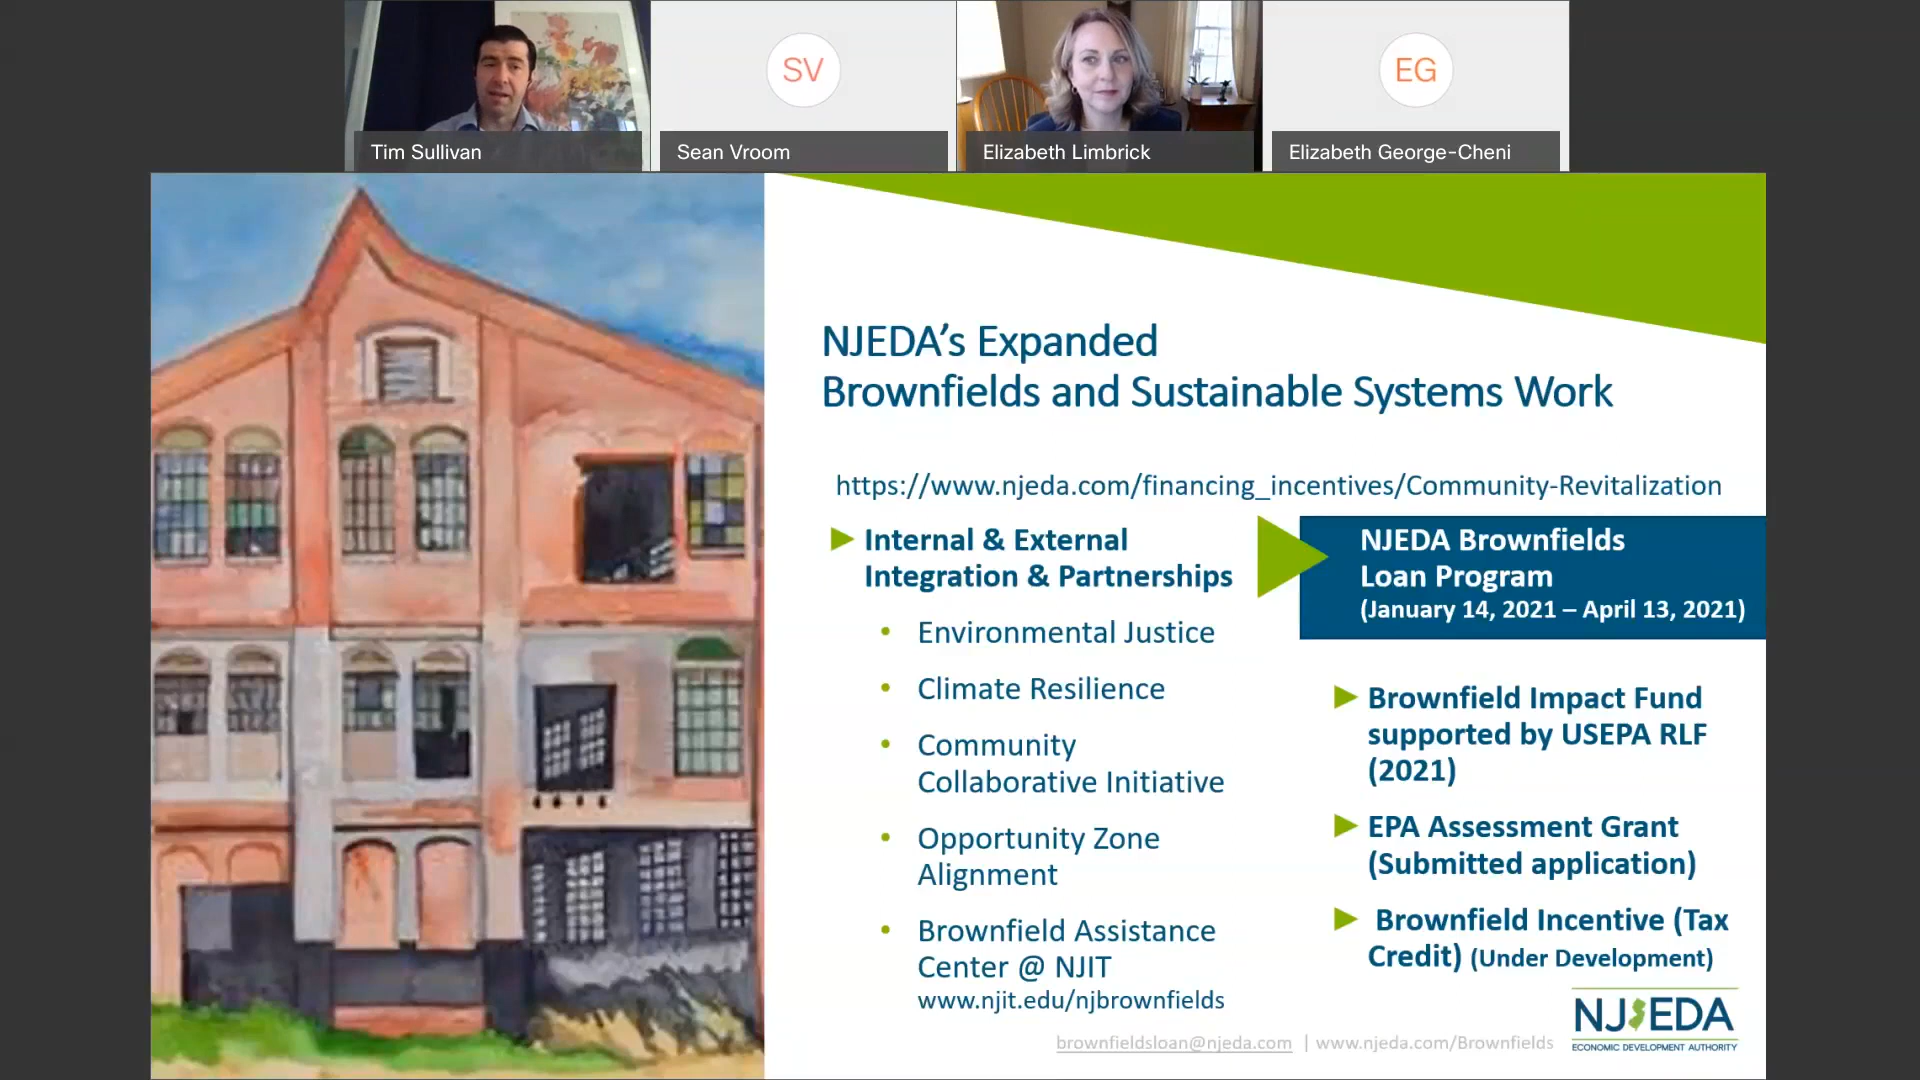 SV
EG
Tim Sullivan
Sean Vroom
Elizabeth Limbrick
Elizabeth George-Cheni
NJEDA's Expanded
Brownfields and Sustainable Systems Work
https://www.njeda.com/financing_incentives/Community-Revitalization
Internal & External
Integration & Partnerships
• Environmental Justice
• Climate Resilience
• Community
Collaborative Initiative
• Opportunity Zone
Alignment
• Brownfield Assistance
Center @ NJIT
www.njit.edu/njbrownfields
NJEDA Brownfields
Loan Program
(January 14, 2021 – April 13, 2021)
Brownfield Impact Fund
supported by USEPA RLF
(2021)
EPA Assessment Grant
(Submitted application)
Brownfield Incentive (Tax
Credit) (Under Development)
NJEDA
ECONOMIC DEVELOPMENT AUTHORITY
brownfieldsloan@njeda.com | www.njeda.com/Brownfields